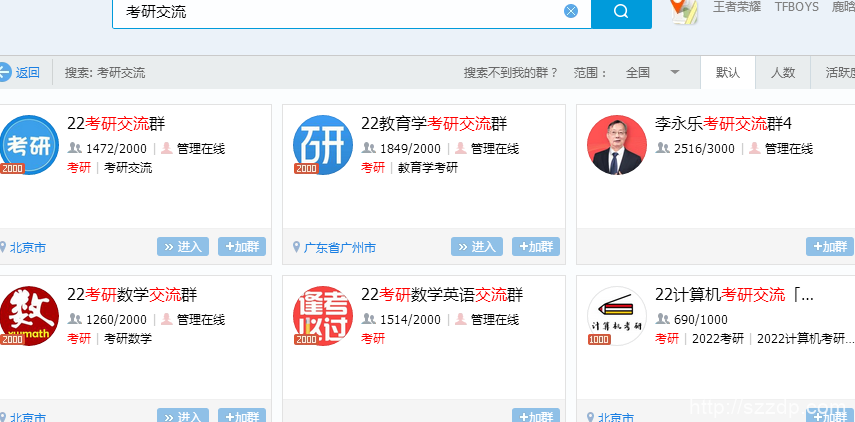 考研交流
王者荣耀 TFBOYS 鹿晗
返回 搜索: 考研交流 搜索不到我的群？ 范围： 全国 默认 人数 活跃度
22考研交流群
考研
1472/2000 管理在线
2000
考研 考研交流
北京市 进入 +加群
22教育学考研交流群
研
1849/2000 管理在线
2000
考研 教育学考研
广东省广州市 进入 +加群
李永乐考研交流群4
2516/3000 管理在线
+加群
22考研数学交流群
数
1260/2000 管理在线
xumath
2000
考研 考研数学
北京市 进入 +加群
22考研数学英语交流群
1514/2000 管理在线
2000
考研
进入 +加群
22计算机考研交流「...
690/1000
计算机考研
1000
考研 2022考研 2022计算机考研...
北京市 +加群
http://szzdp.com